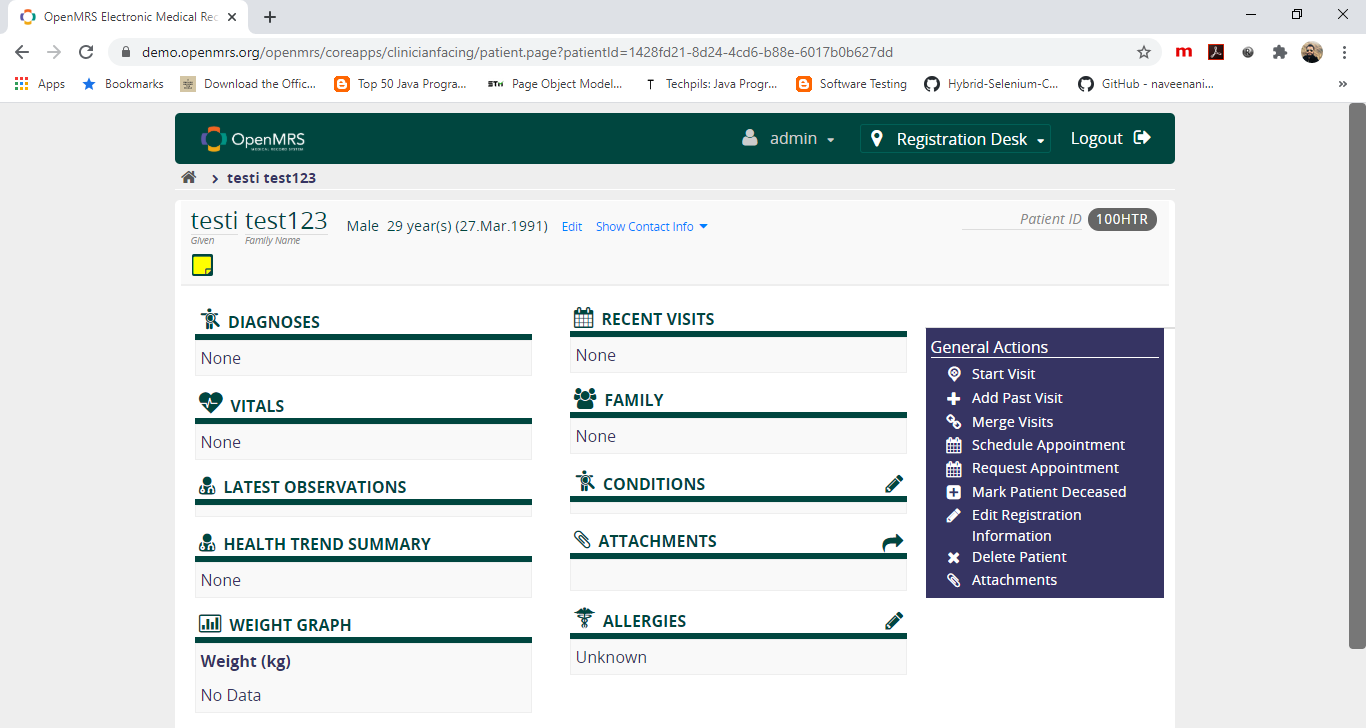 OpenMRS Electronic Medical Rec
demo.openmrs.org/openmrs/coreapps/clinicianfacing/patient.page?patientId=1428fd21-8d24-4cd6-b88e-6017b0b627dd
m
Apps Bookmarks Download the Offic... Top 50 Java Progra... STH Page Object Model... T Techpils: Java Progr... Software Testing Hybrid-Selenium-C... GitHub - naveenani... »
OpenMRS admin Registration Desk Logout
MEDICAL RECORD SYSTEM
testi test123
testi test123 Male 29 year(s) (27.Mar.1991) Edit Show Contact Info Patient ID 100HTR
Given Family Name
DIAGNOSES
None
VITALS
None
LATEST OBSERVATIONS
HEALTH TREND SUMMARY
None
WEIGHT GRAPH
Weight (kg)
No Data
RECENT VISITS
None
FAMILY
None
CONDITIONS
ATTACHMENTS
ALLERGIES
Unknown
General Actions
Start Visit
Add Past Visit
Merge Visits
Schedule Appointment
Request Appointment
Mark Patient Deceased
Edit Registration
Information
Delete Patient
Attachments